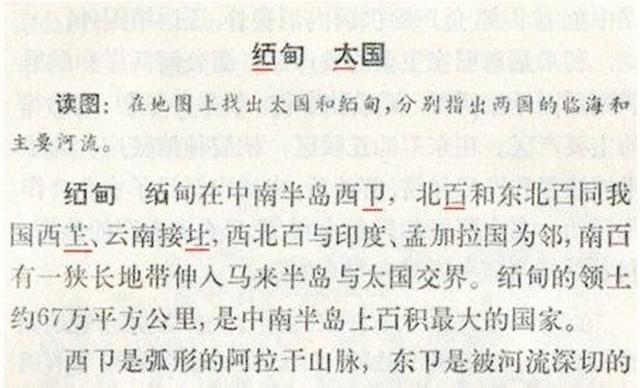 缅甸 太国
读图：在地图上找出太国和缅甸，分别指出两国的临海和
主要河流。
缅甸 缅甸在中南半岛西卩，北百和东北百同我
国西芏、云南接圵，西北百与印度、孟加拉国为邻，南百
有一狭长地带伸入马来半岛与太国交界。缅甸的领土
约67万平方公里，是中南半岛上百积最大的国家。
西卩是弧形的阿拉干山脉，东卩是被河流深切的